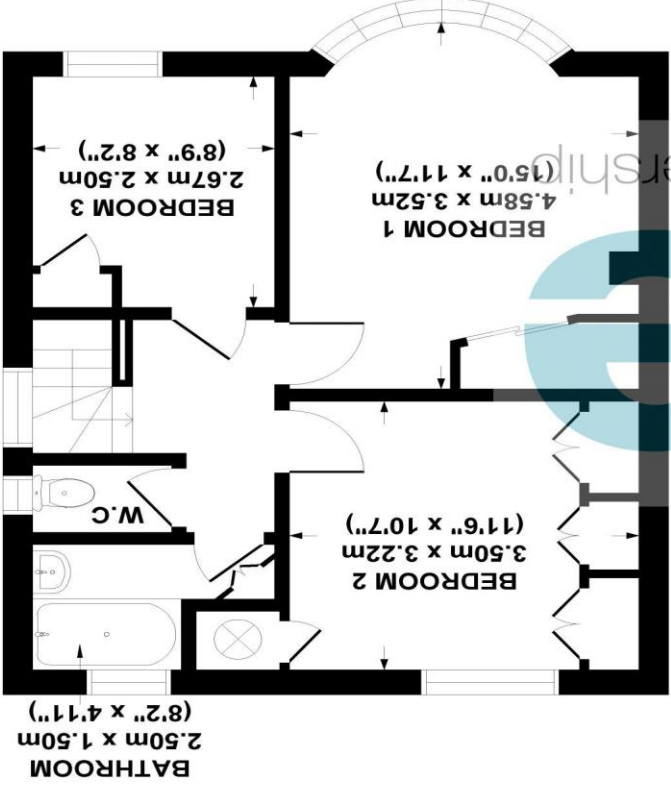 BATHROOM
2.50m x 1.50m
(8'2" x 4'11")
BEDROOM 2
3.50m x 3.22m
(11'6" x 10'7")
W.C
BEDROOM 1
4.58m x 3.52m
(15'0" x 11'7")
BEDROOM 3
2.67m x 2.50m
(8'9" x 8'2")
ership